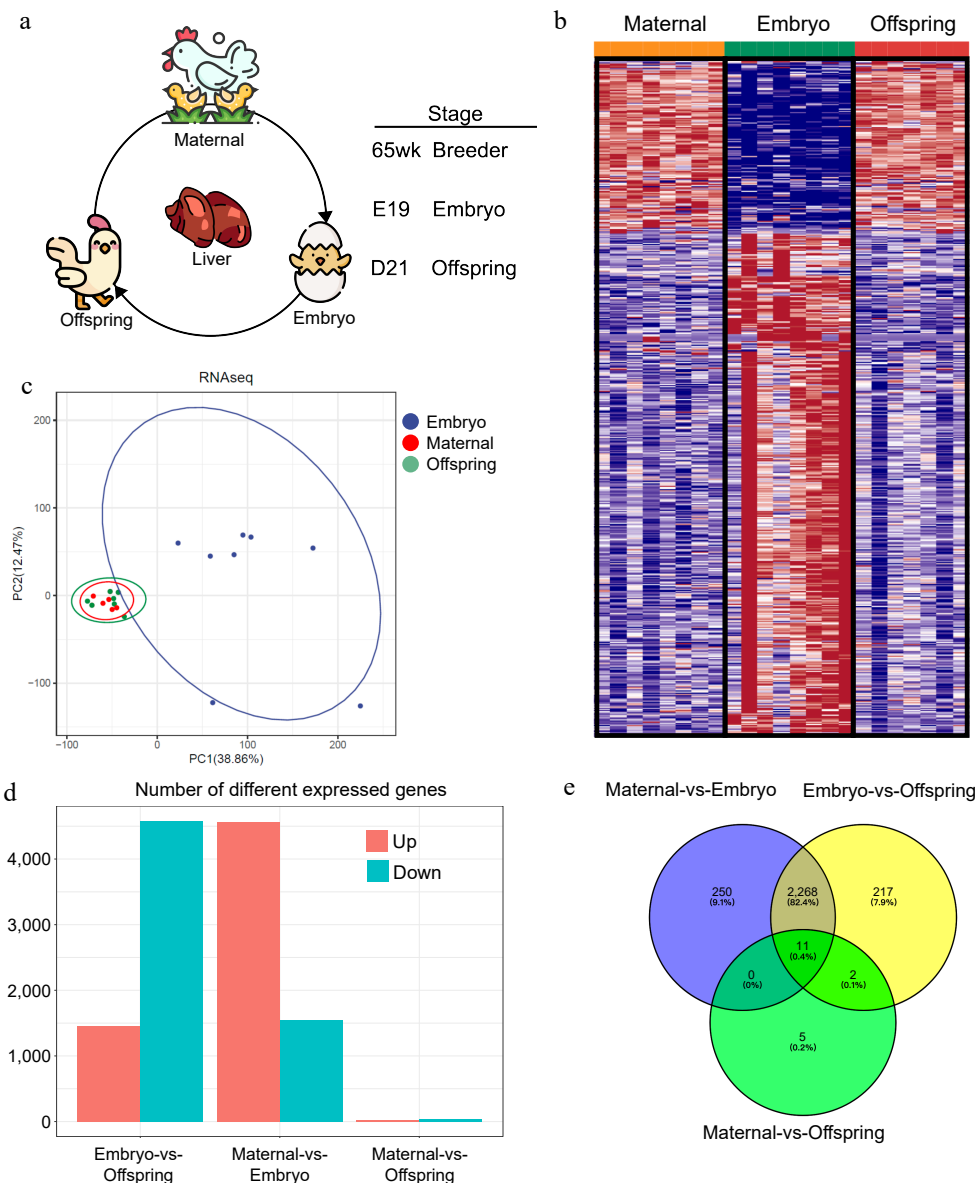 a
Maternal
Liver
Offspring
Embryo
Stage
65wk Breeder
E19 Embryo
D21 Offspring
b
Maternal Embryo Offspring
c
RNAseq
200
100
0
−100
PC2(12.47%)
−100 0 100 200
PC1(38.86%)
Embryo
Maternal
Offspring
d
Number of different expressed genes
4,000
3,000
2,000
1,000
0
Up
Down
Embryo-vs-
Offspring
Maternal-vs-
Embryo
Maternal-vs-
Offspring
e
Maternal-vs-Embryo
Embryo-vs-Offspring
250
(9.1%)
2,268
(82.4%)
217
(7.9%)
11
(0.4%)
0
(0%)
2
(0.1%)
5
(0.2%)
Maternal-vs-Offspring